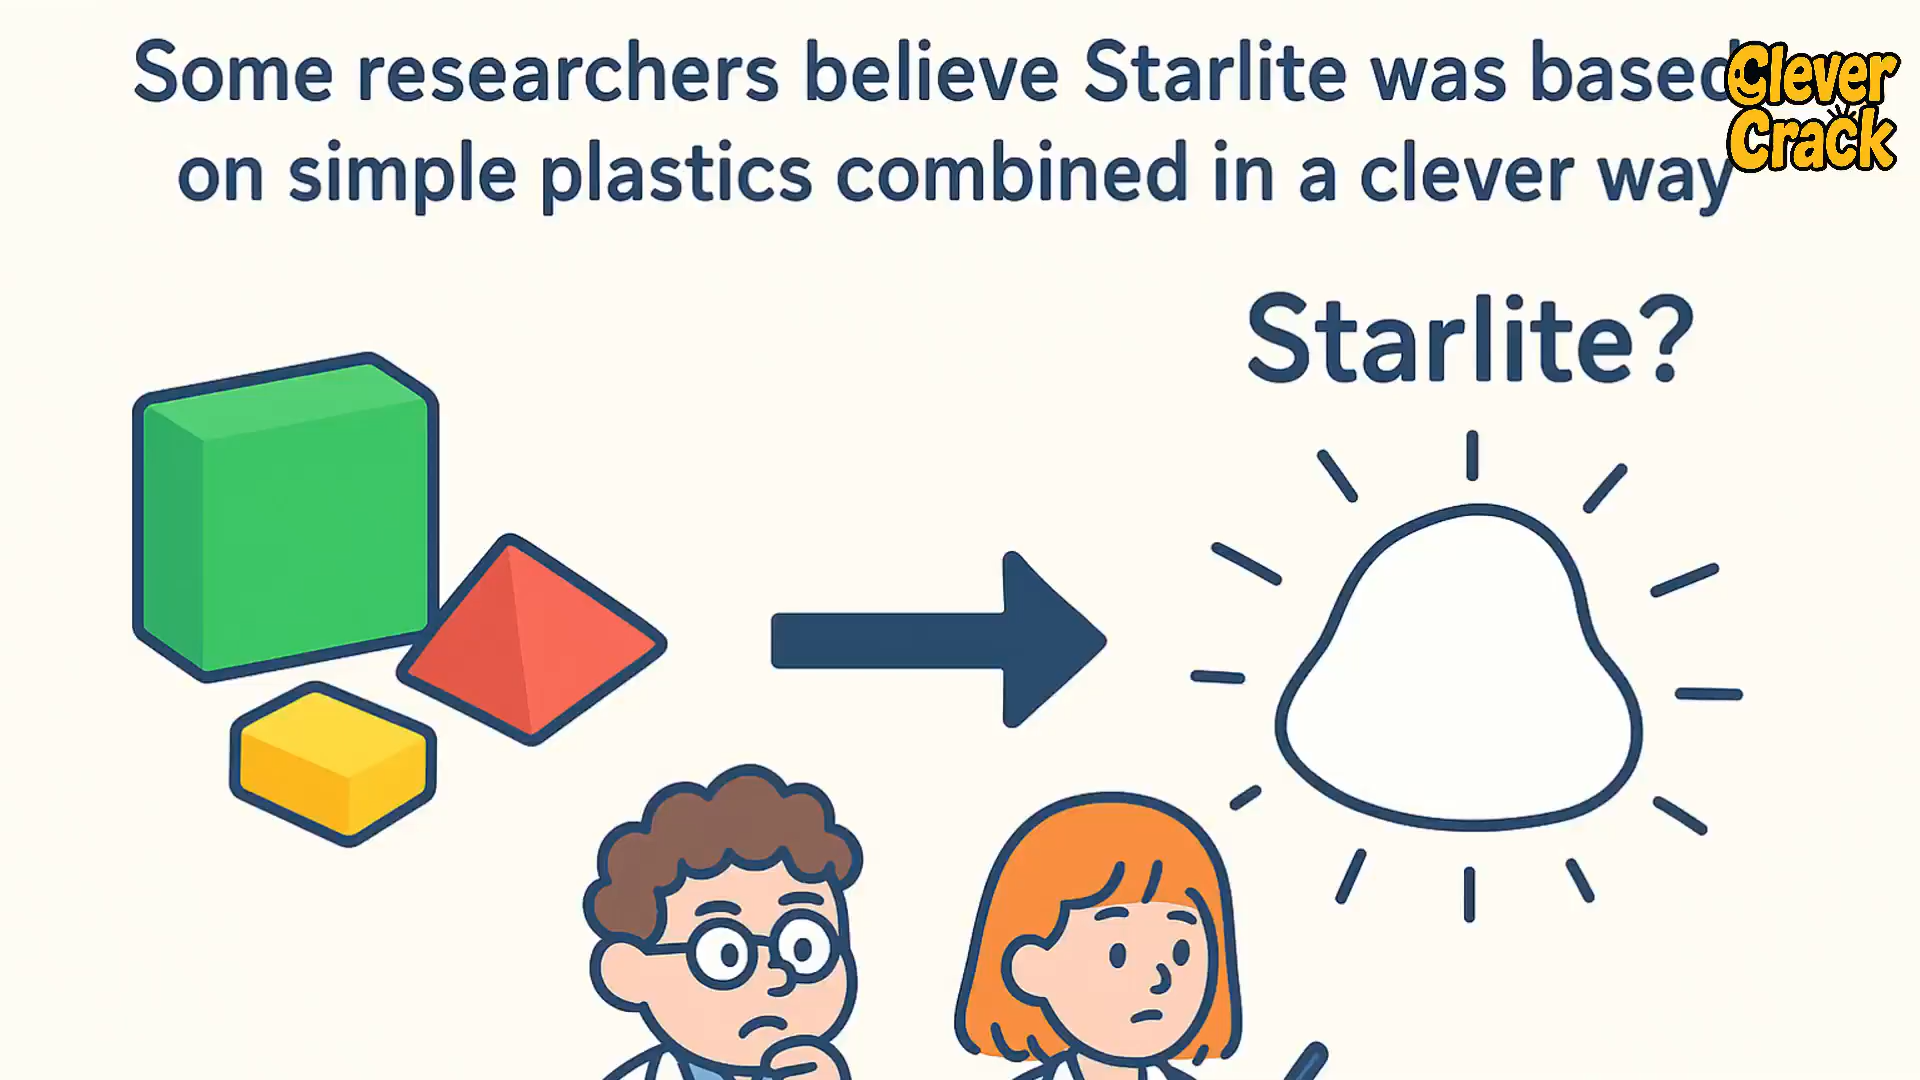 Some researchers believe Starlite was based
on simple plastics combined in a clever way
Clever
Crack
Starlite?